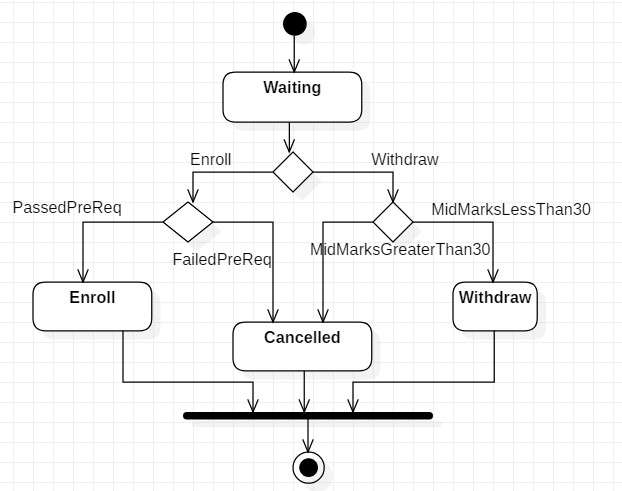 Waiting
Enroll
Withdraw
PassedPreReq
MidMarksLessThan30
FailedPreReq
MidMarksGreaterThan30
Enroll
Withdraw
Cancelled